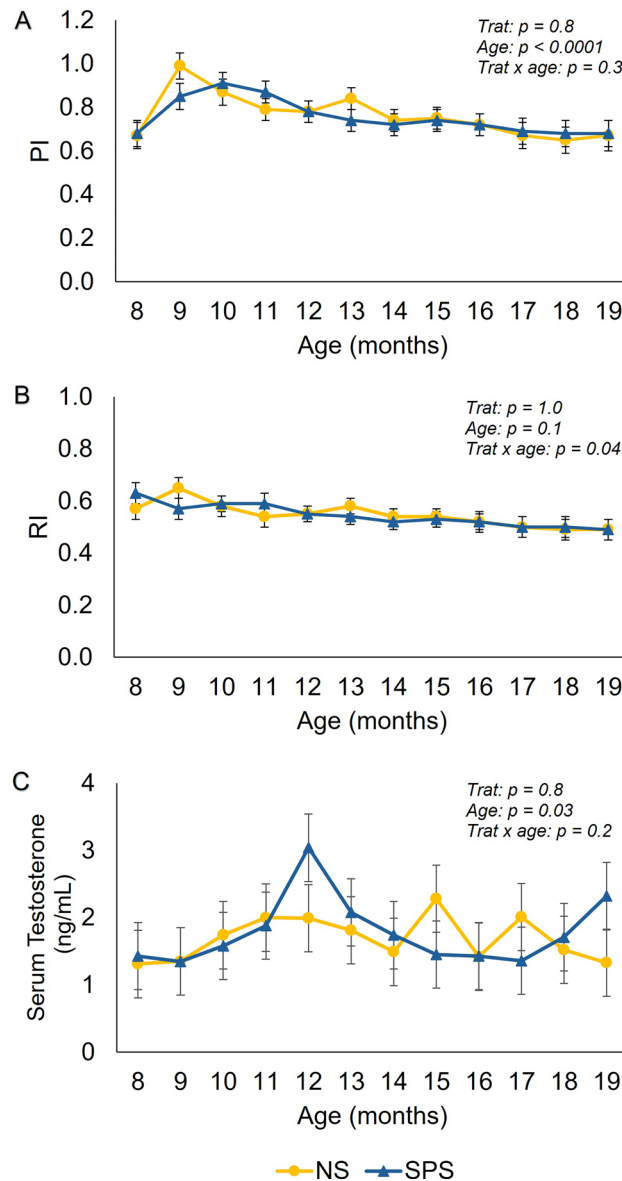 A
Trat: p = 0.8
Age: p < 0.0001
Trat x age: p = 0.3
1.2
1.0
0.8
0.6
0.4
0.2
0.0
PI
8 9 10 11 12 13 14 15 16 17 18 19
Age (months)
B
Trat: p = 1.0
Age: p = 0.1
Trat x age: p = 0.04
1.0
0.8
0.6
0.4
0.2
0.0
RI
8 9 10 11 12 13 14 15 16 17 18 19
Age (months)
C
Trat: p = 0.8
Age: p = 0.03
Trat x age: p = 0.2
4
3
2
1
0
Serum Testosterone
(ng/mL)
8 9 10 11 12 13 14 15 16 17 18 19
Age (months)
NS SPS